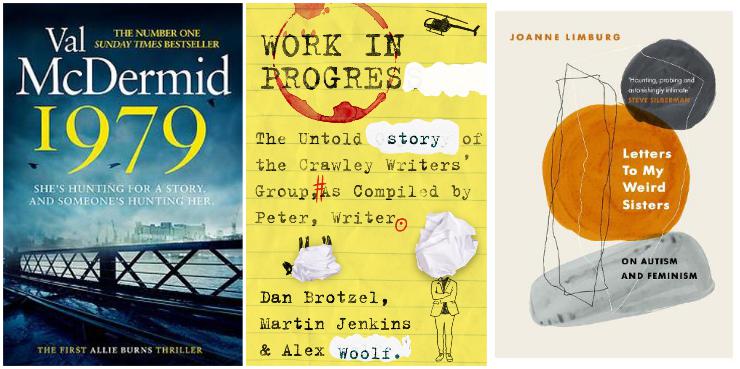 Val
McDermid
THE NUMBER ONE
SUNDAY TIMES BESTSELLER
1979
SHE'S HUNTING FOR A STORY.
AND SOMEONE'S HUNTING HER.
THE FIRST ALLIE BURNS THRILLER
WORK IN
PROGRESS
The Untold story of
the Crawley Writers'
Group, # As Compiled by
Peter, Writer.
Dan Brotzel,
Martin Jenkins
& Alex Woolf.
JOANNE LIMBURG
'Haunting, probing and
astonishingly intimate'
STEVE SILBERMAN
Letters
To My
Weird
Sisters
ON AUTISM
AND FEMINISM